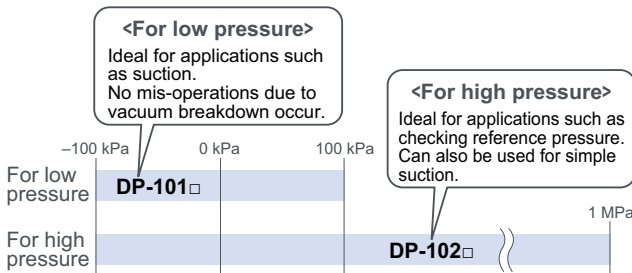 <For low pressure>
Ideal for applications such
as suction.
No mis-operations due to
vacuum breakdown occur.
<For high pressure>
Ideal for applications such as
checking reference pressure.
Can also be used for simple
suction.
–100 kPa
0 kPa
100 kPa
1 MPa
For low
pressure
DP-101□
For high
pressure
DP-102□